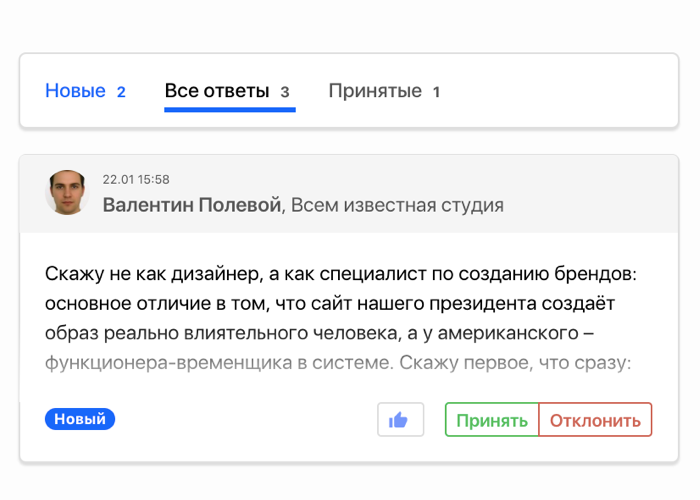 Новые 2 Все ответы 3 Принятые 1
22.01 15:58
Валентин Полевой, Всем известная студия
Скажу не как дизайнер, а как специалист по созданию брендов:
основное отличие в том, что сайт нашего президента создаёт
образ реально влиятельного человека, а у американского –
функционера-временщика в системе. Скажу первое, что сразу:
Новый Принять Отклонить